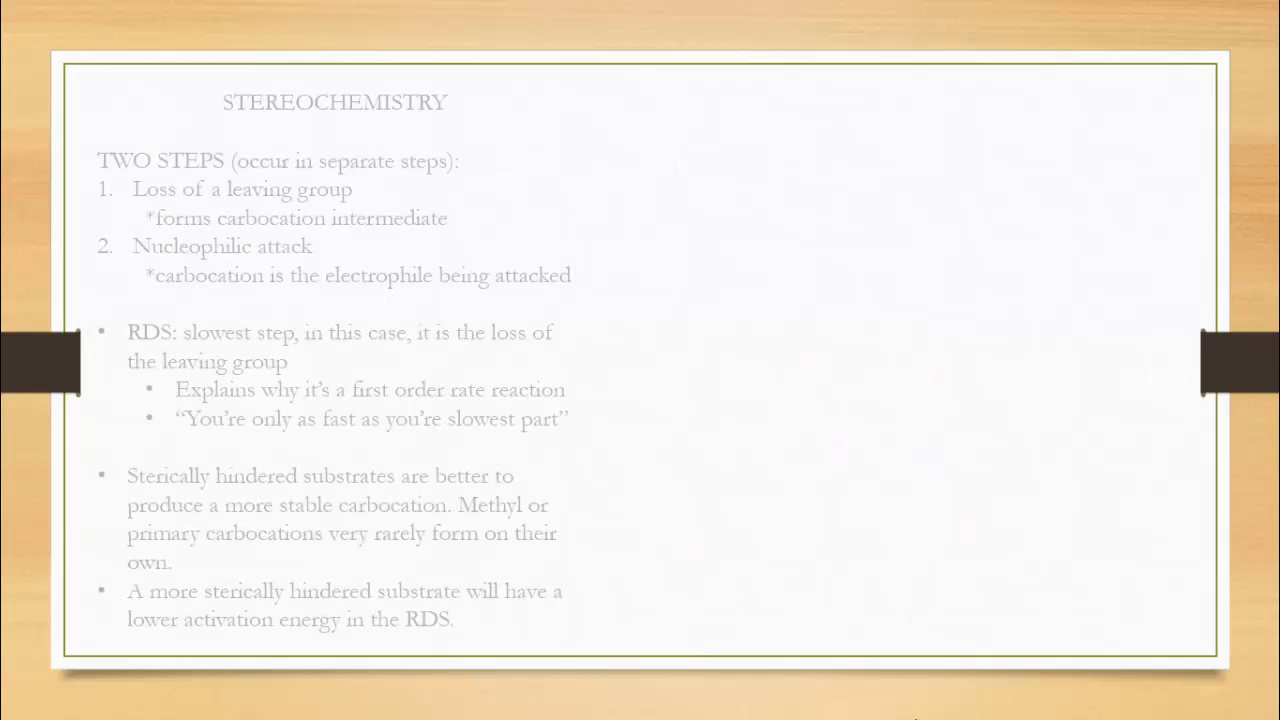 STEREOCHEMISTRY
TWO STEPS (occur in separate steps):
1. Loss of a leaving group
*forms carbocation intermediate
2. Nucleophilic attack
*carbocation is the electrophile being attacked
• RDS: slowest step, in this case, it is the loss of
the leaving group
• Explains why it's a first order rate reaction
• “You're only as fast as you're slowest part”
• Sterically hindered substrates are better to
produce a more stable carbocation. Methyl or
primary carbocations very rarely form on their
own.
• A more sterically hindered substrate will have a
lower activation energy in the RDS.